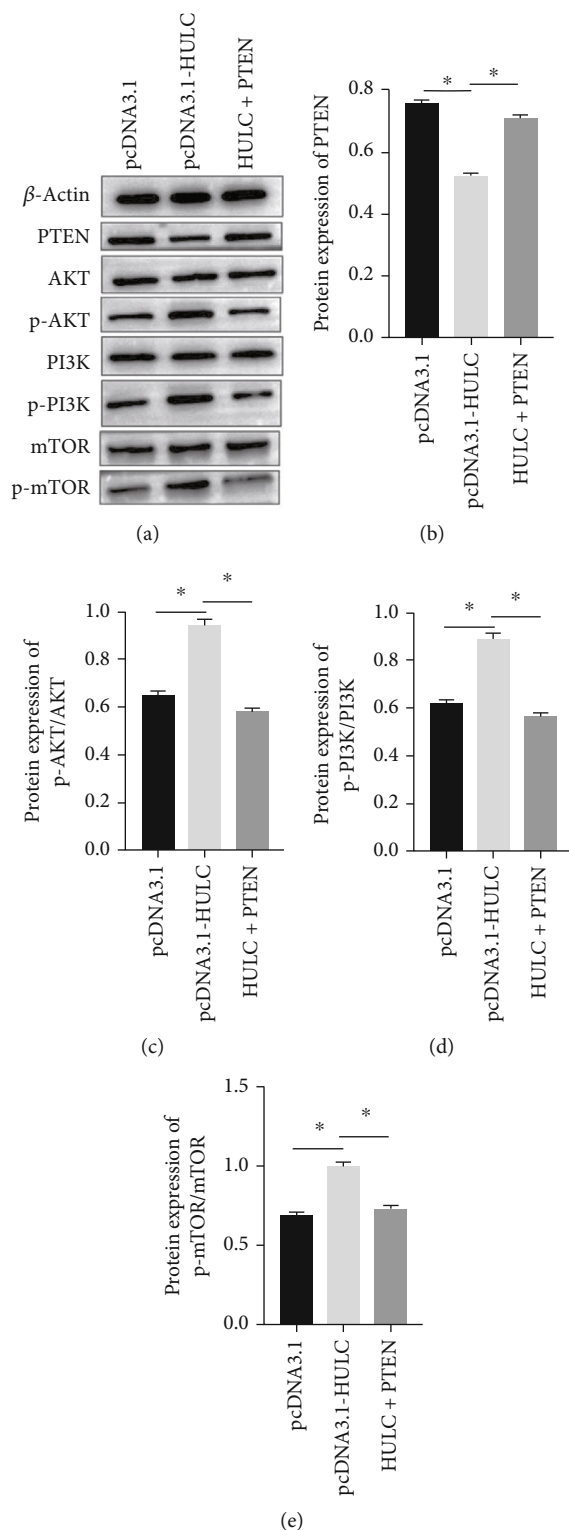 pcDNA3.1
pcDNA3.1-HULC
HULC + PTEN
β-Actin
PTEN
AKT
p-AKT
PI3K
p-PI3K
mTOR
p-mTOR
(a)
Protein expression of PTEN
0.8
0.6
0.4
0.2
0.0
* *
pcDNA3.1
pcDNA3.1-HULC
HULC + PTEN
(b)
Protein expression of
p-AKT/AKT
1.0
0.8
0.6
0.4
0.2
0.0
* *
pcDNA3.1
pcDNA3.1-HULC
HULC + PTEN
(c)
Protein expression of
p-PI3K/PI3K
1.0
0.8
0.6
0.4
0.2
0.0
* *
pcDNA3.1
pcDNA3.1-HULC
HULC + PTEN
(d)
Protein expression of
p-mTOR/mTOR
1.5
1.0
0.5
0.0
* *
pcDNA3.1
pcDNA3.1-HULC
HULC + PTEN
(e)